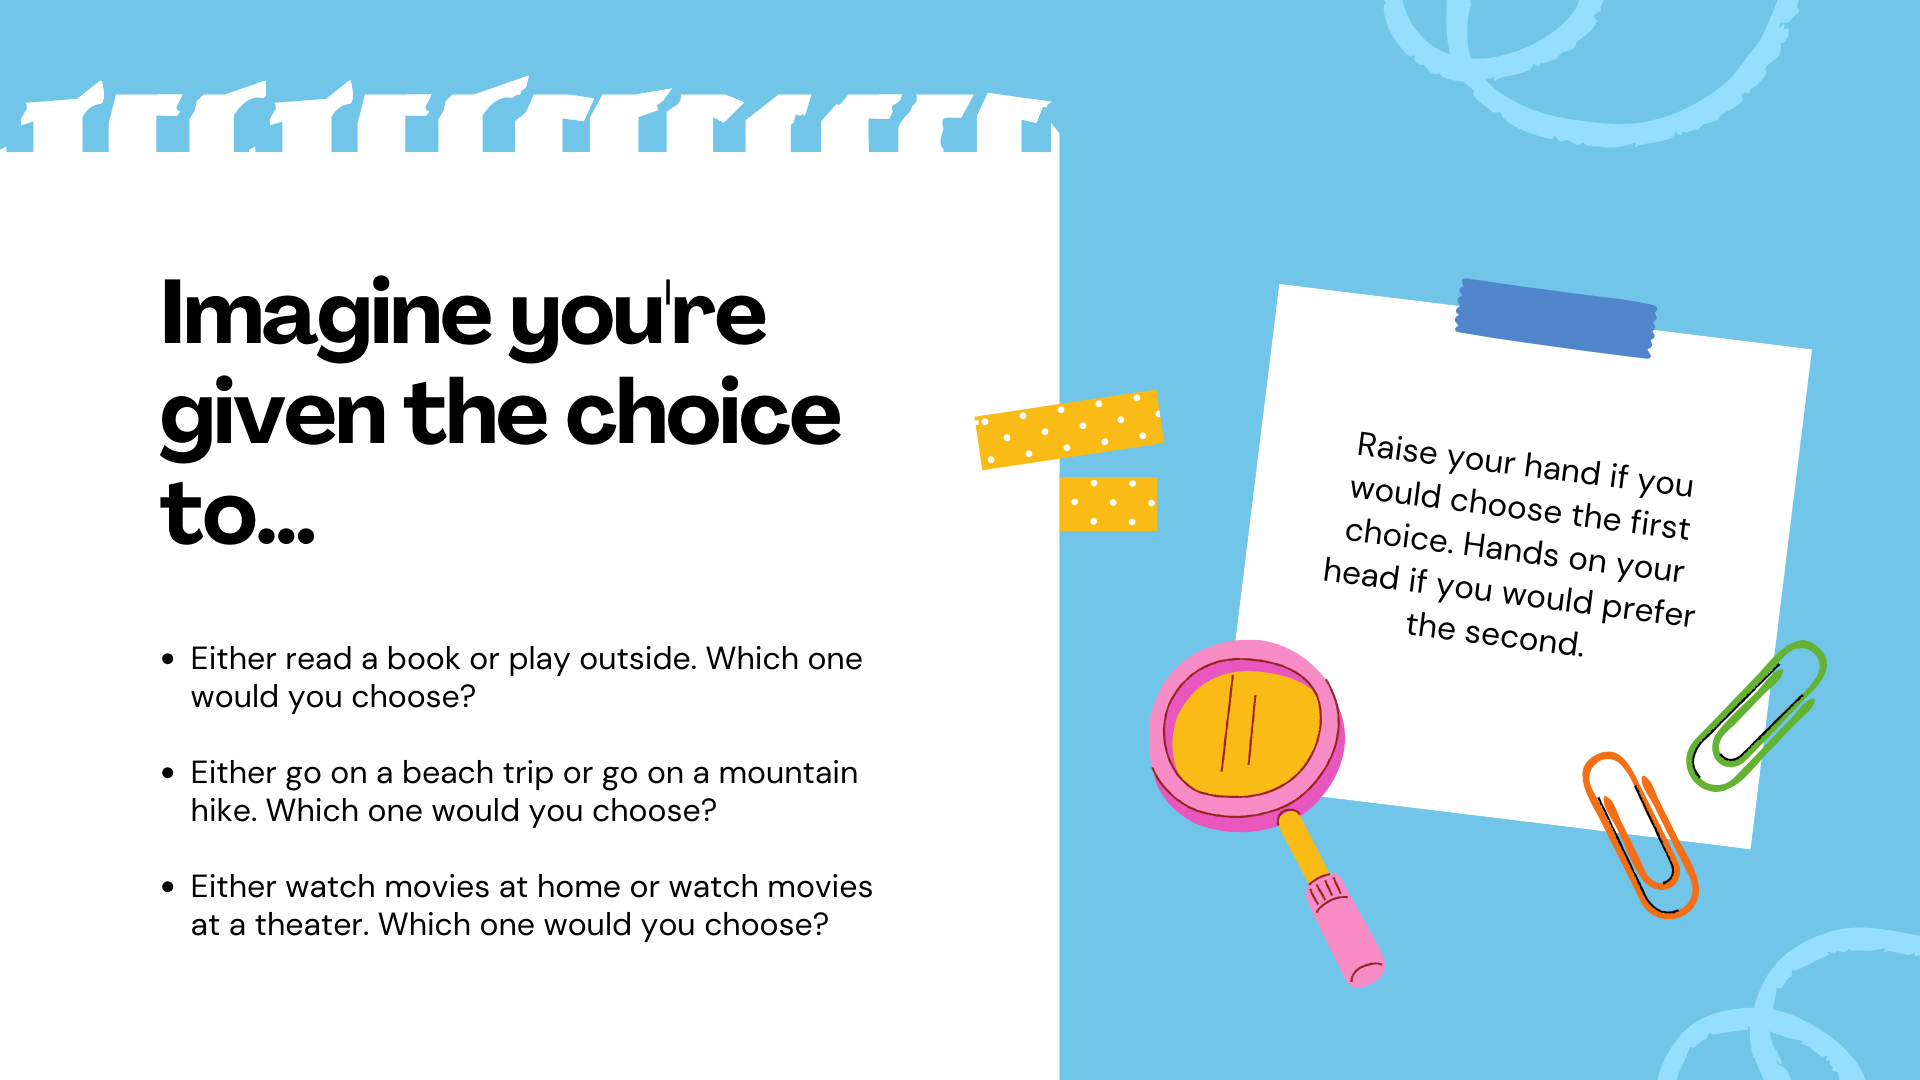 Imagine you're
given the choice
to...
• Either read a book or play outside. Which one
would you choose?
• Either go on a beach trip or go on a mountain
hike. Which one would you choose?
• Either watch movies at home or watch movies
at a theater. Which one would you choose?
Raise your hand if you
would choose the first
choice. Hands on your
head if you would prefer
the second.